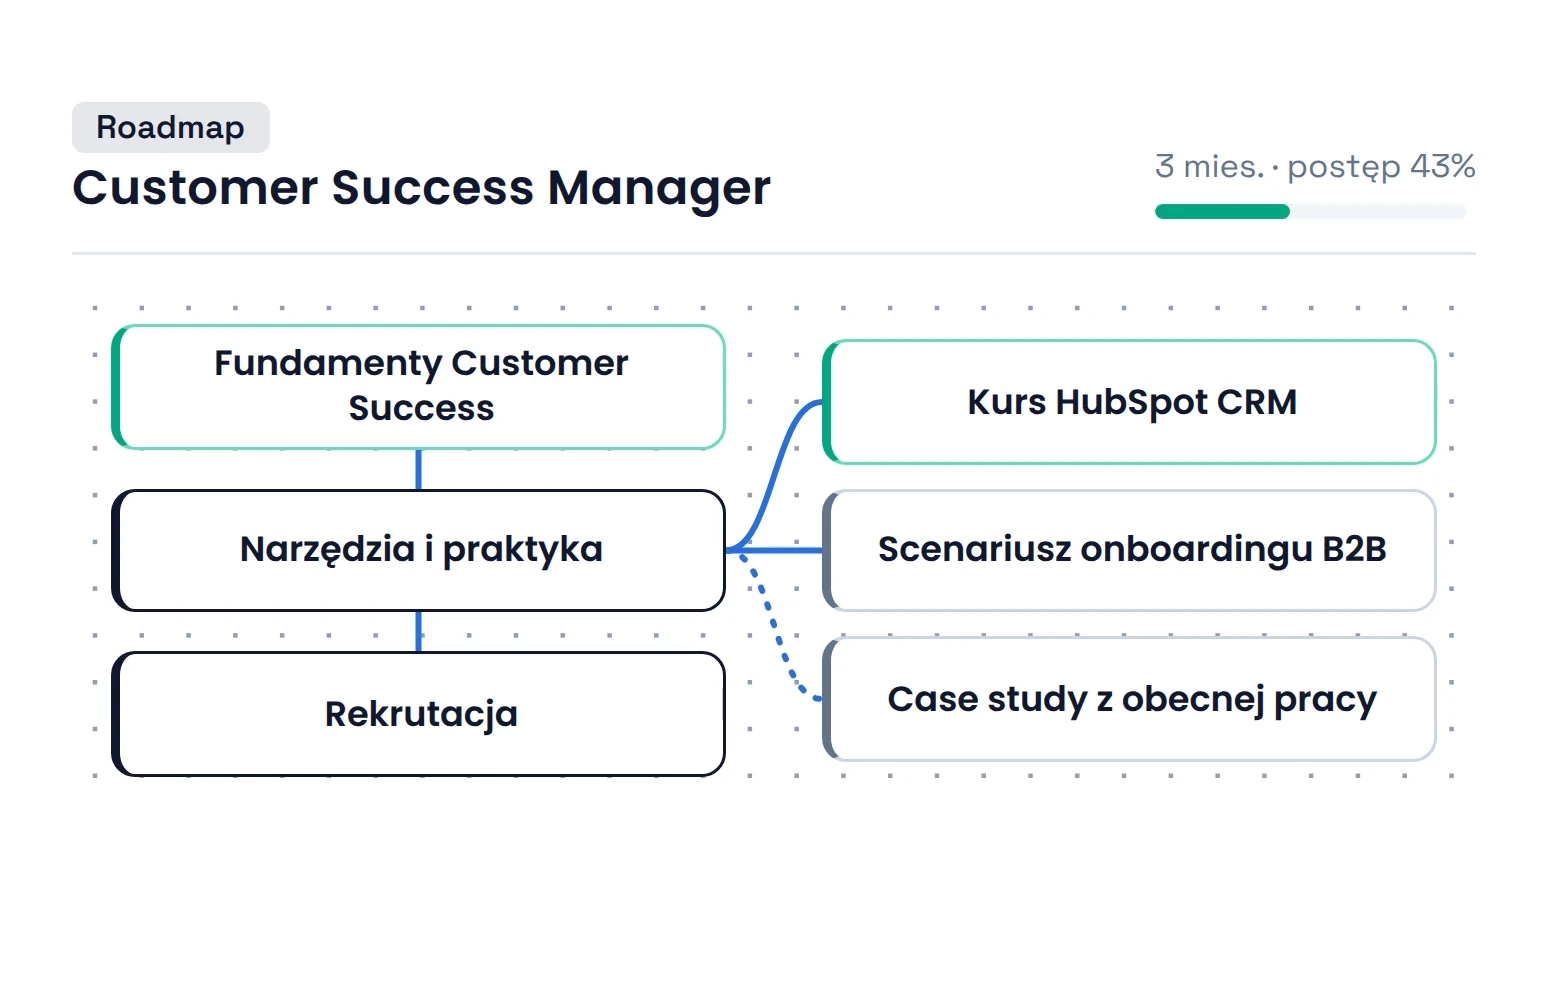 Roadmap
Customer Success Manager
3 mies. · postęp 43%
Fundamenty Customer
Success
Narzędzia i praktyka
Rekrutacja
Kurs HubSpot CRM
Scenariusz onboardingu B2B
Case study z obecnej pracy